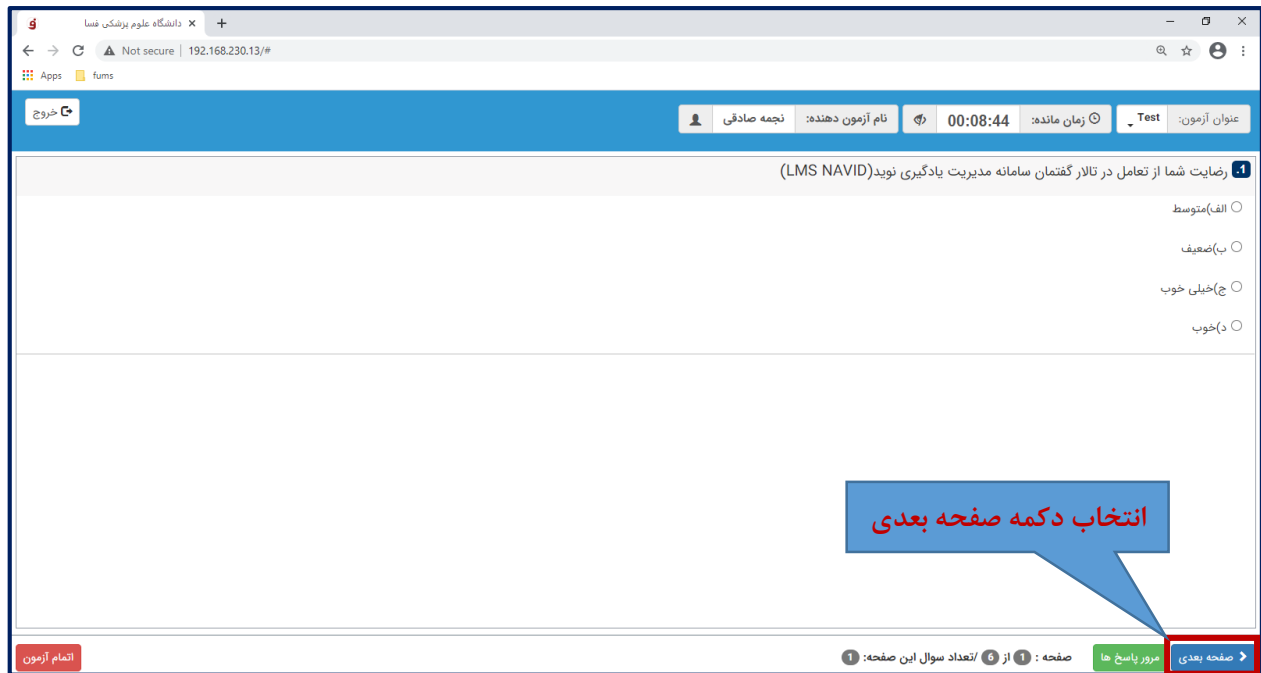 دانشگاه علوم پزشکی فسا
Not secure | 192.168.230.13/#
Apps fums
عنوان آزمون: Test زمان مانده: 00:08:44 نام آزمون دهنده: نجمه صادقی خروج
1. رضایت شما از تعامل در تالار گفتمان سامانه مدیریت یادگیری نوید(LMS NAVID)
الف)متوسط
ب)ضعیف
ج)خیلی خوب
د)خوب
انتخاب دکمه صفحه بعدی
صفحه بعدی مرور پاسخ ها صفحه : 1 از 6 /تعداد سوال این صفحه: 1 اتمام آزمون